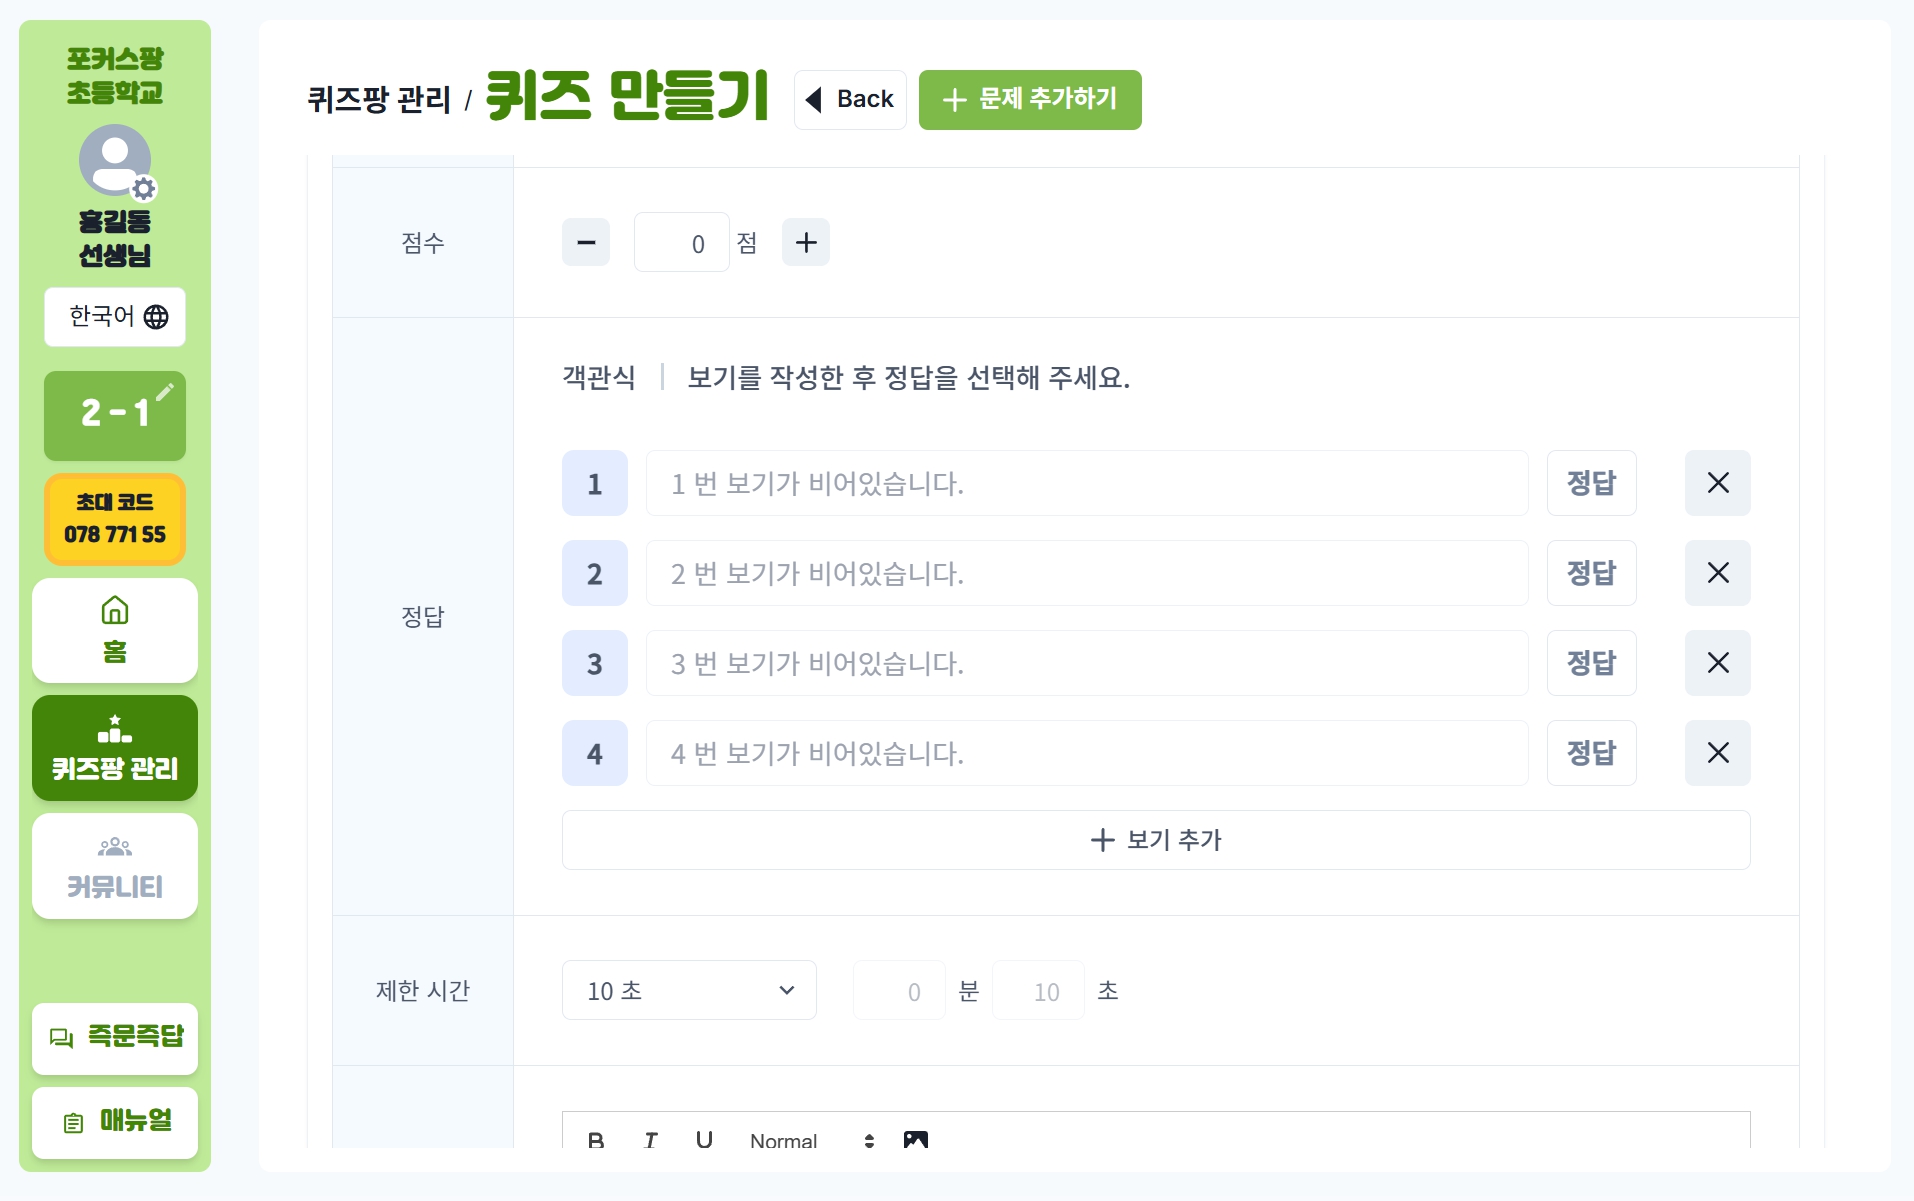 포커스팡
초등학교
홍길동
선생님
한국어
2 - 1
초대 코드
078 771 55
홈
퀴즈팡 관리
커뮤니티
즉문즉답
매뉴얼
퀴즈팡 관리 / 퀴즈 만들기
Back
문제 추가하기
점수
0 점
정답
객관식 | 보기를 작성한 후 정답을 선택해 주세요.
1 1 번 보기가 비어있습니다. 정답
2 2 번 보기가 비어있습니다. 정답
3 3 번 보기가 비어있습니다. 정답
4 4 번 보기가 비어있습니다. 정답
보기 추가
제한 시간
10 초 0 분 10 초
B I U Normal